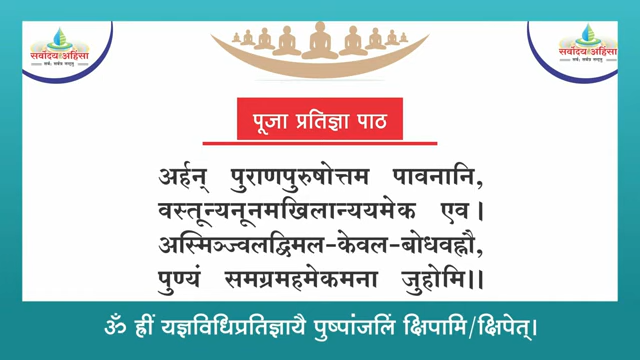 सर्वोदय अहिंसा
सर्वोदय अहिंसा
पूजा प्रतिज्ञा पाठ
अर्हन् पुराणपुरुषोत्तम पावनानि,
वस्तून्यनूनमखिलान्ययमेक एव।
अस्मिञ्ज्वलद्विमल-केवल-बोधवह्नौ,
पुण्यं समग्रमहमेकमना जुहोमि।।
ॐ ह्रीं यज्ञविधिप्रतिज्ञायै पुष्पांजलिं क्षिपामि/क्षिपेत्।